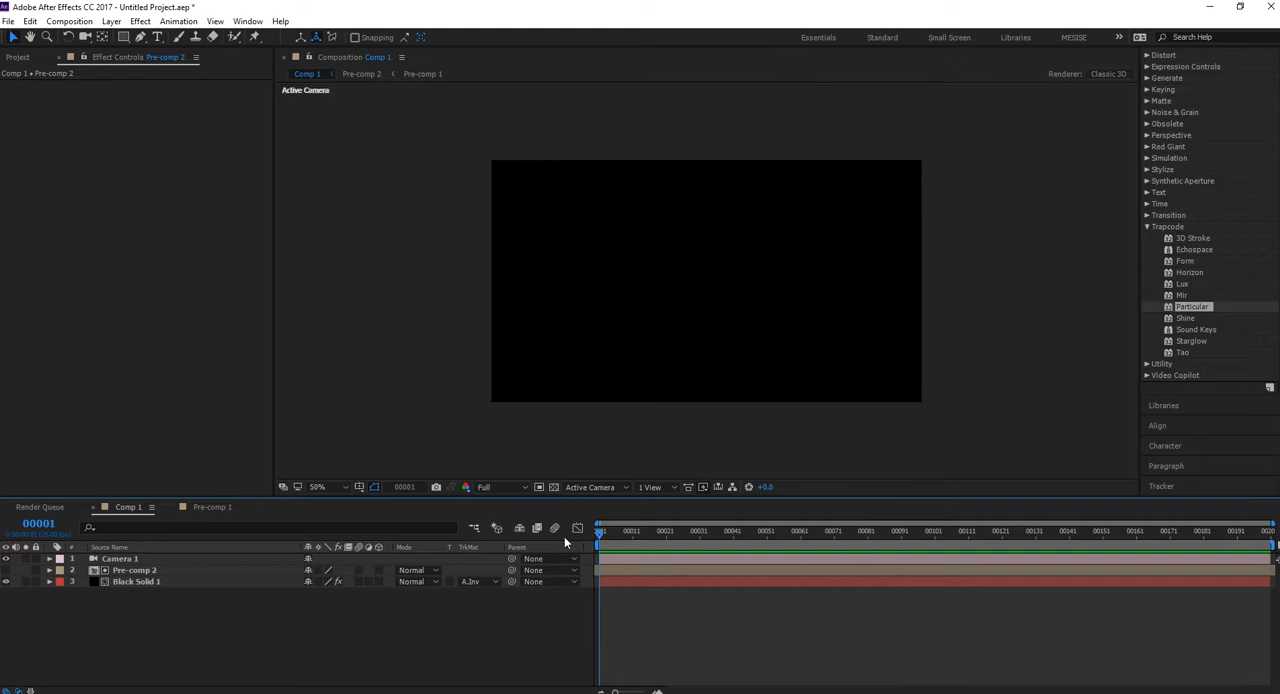 Adobe After Effects CC 2017 - Untitled Project.aep *
File Edit Composition Layer Effect Animation View Window Help
Snapping
Essentials Standard Small Screen Libraries MESISE Search Help
Project Effect Controls Pre-comp 2 Composition Comp 1
Comp 1 • Pre-comp 2
Comp 1 Pre-comp 2 Pre-comp 1 Renderer: Classic 3D
Active Camera
Distort
Expression Controls
Generate
Keying
Matte
Noise & Grain
Obsolete
Perspective
Red Giant
Simulation
Stylize
Synthetic Aperture
Text
Time
Transition
Trapcode
3D Stroke
Echospace
Form
Horizon
Lux
Mir
Particular
Shine
Sound Keys
Starglow
Tao
Utility
Video Copilot
Libraries
Align
Character
Paragraph
Tracker
50% 00001 Full Active Camera 1 View +0.0
Render Queue Comp 1 Pre-comp 1
00001
00011 00021 00031 00041 00051 00061 00071 00081 00091 00101 00111 00121 00131 00141 00151 00161 00171 00181 00191
# Source Name Mode T TrkMat Parent
1 Camera 1 None
2 Pre-comp 2 Normal None
3 Black Solid 1 fx Normal A.Inv None